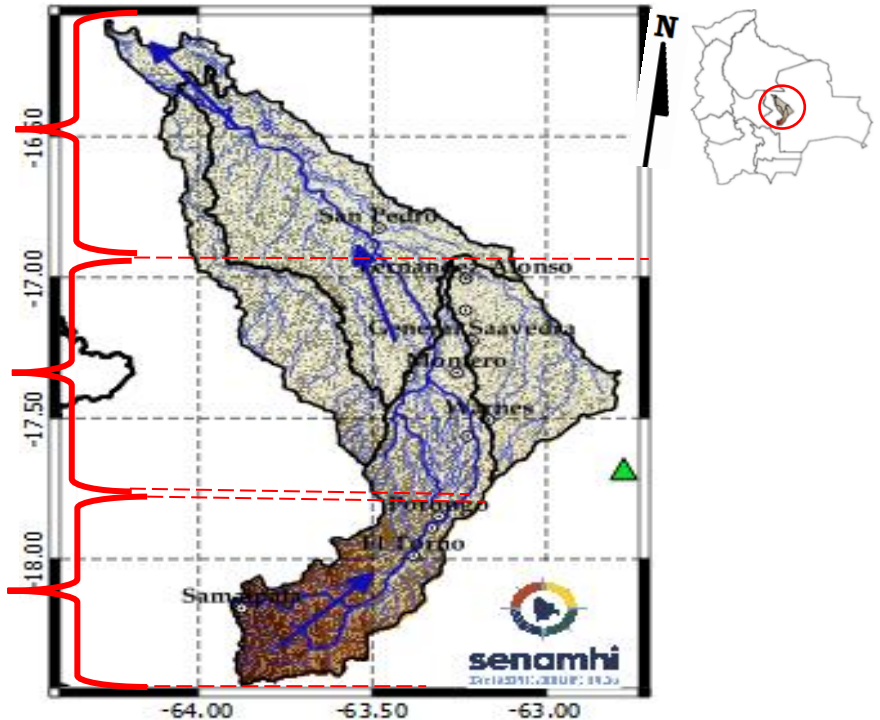 N
-16.50
San Pedro
-17.00
Fernández Alonso
General Saavedra
Montero
-17.50
Warnes
Porongo
-18.00
El Torno
Samaipata
senamhi
-64.00
-63.50
-63.00